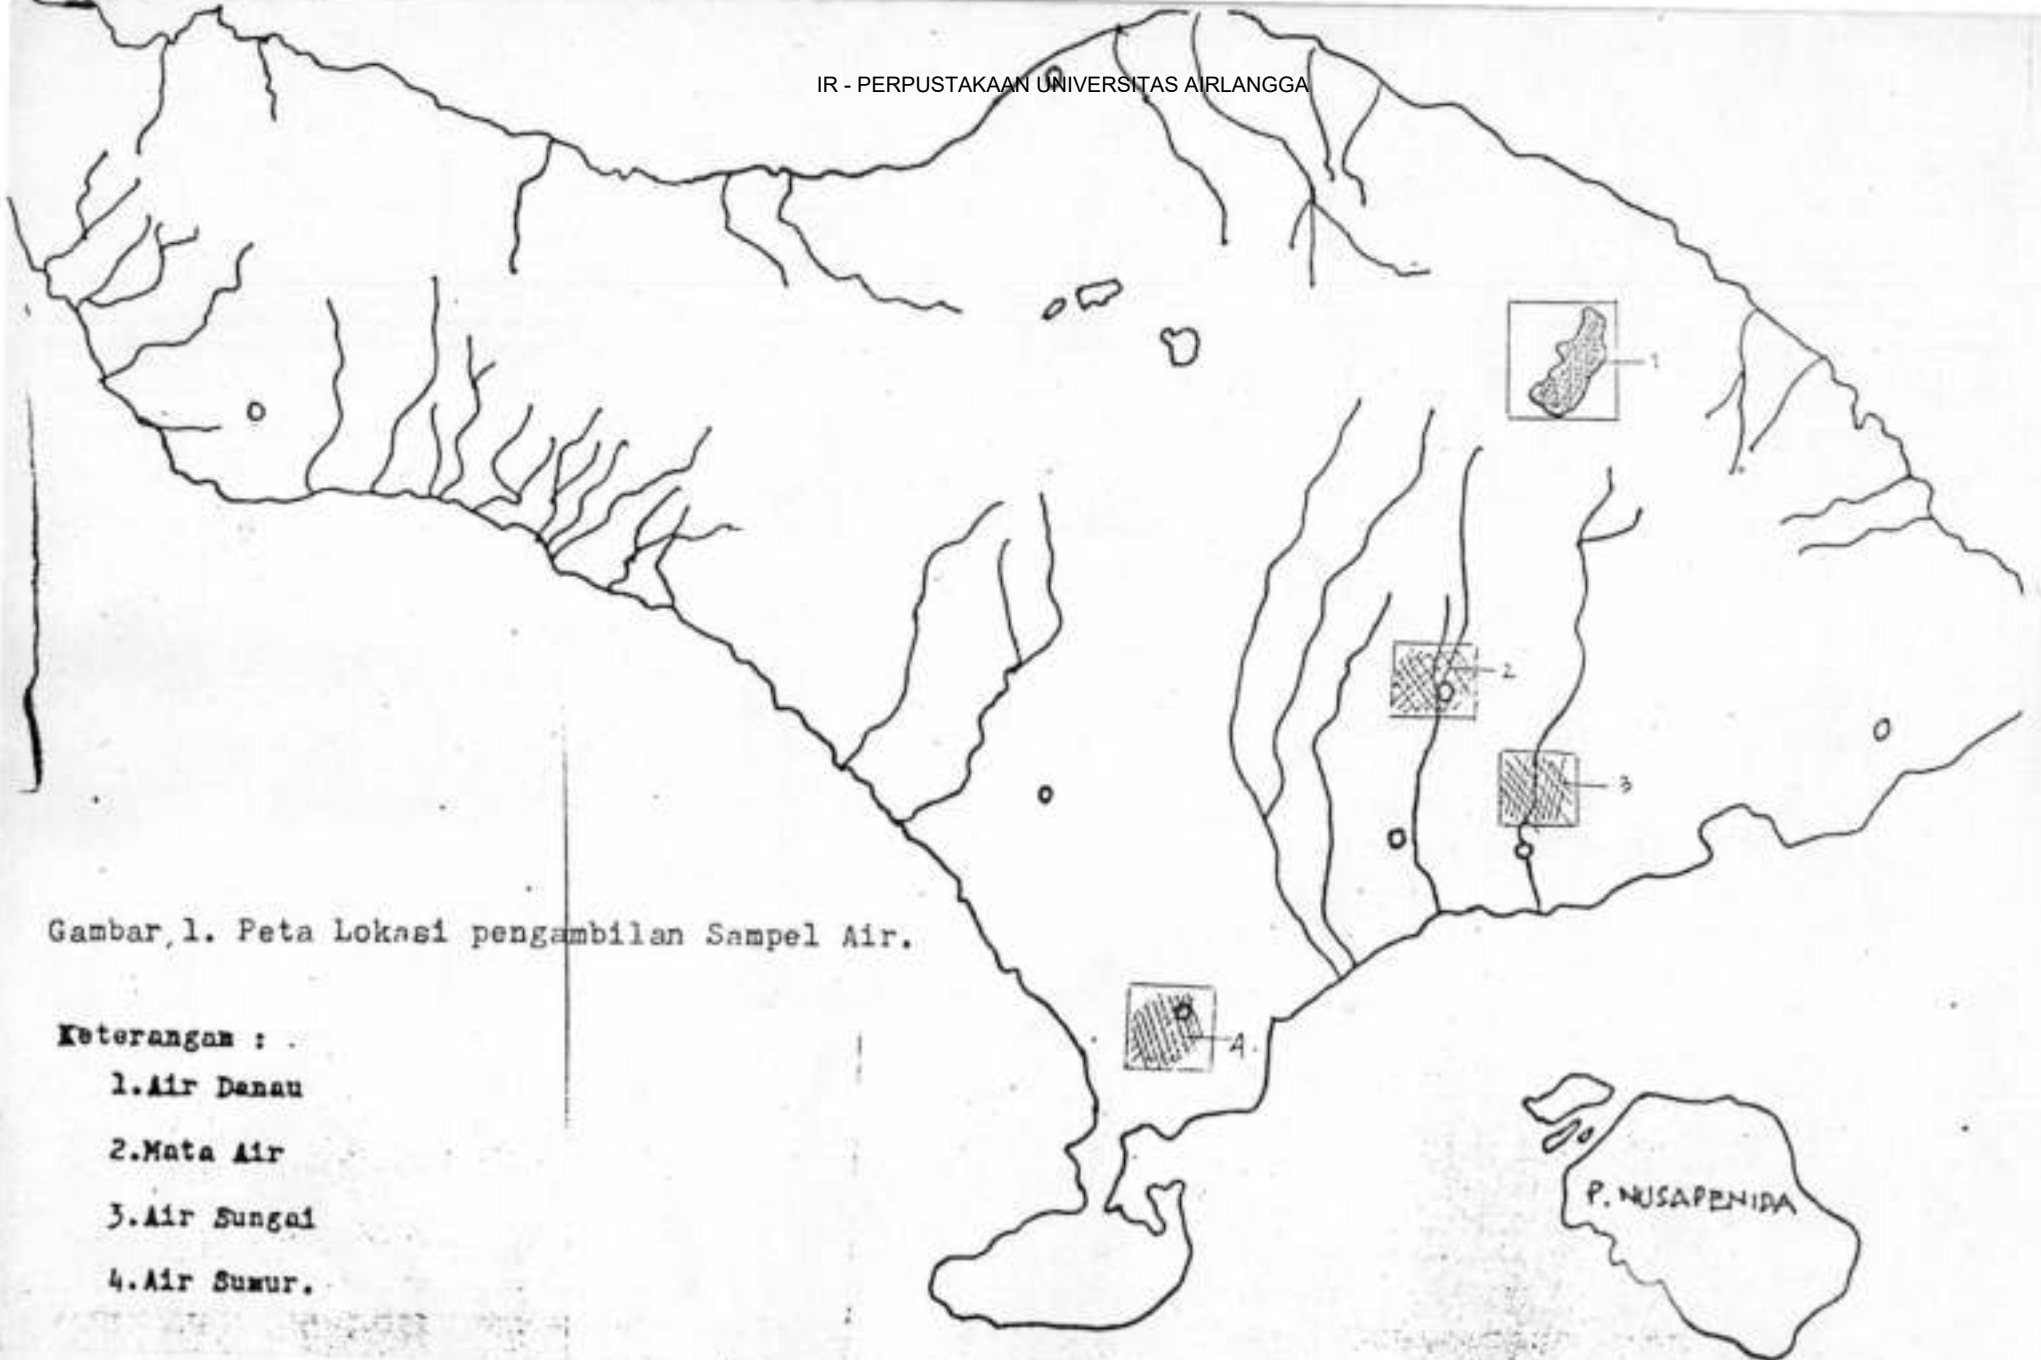 IR - PERPUSTAKAAN UNIVERSITAS AIRLANGGA
1
2
3
4.
Gambar 1. Peta Lokasi pengambilan Sampel Air.
Keterangan :
1.Air Danau
2.Mata Air
3.Air Sungai
4.Air Sumur.
P. NUSAPENIDA